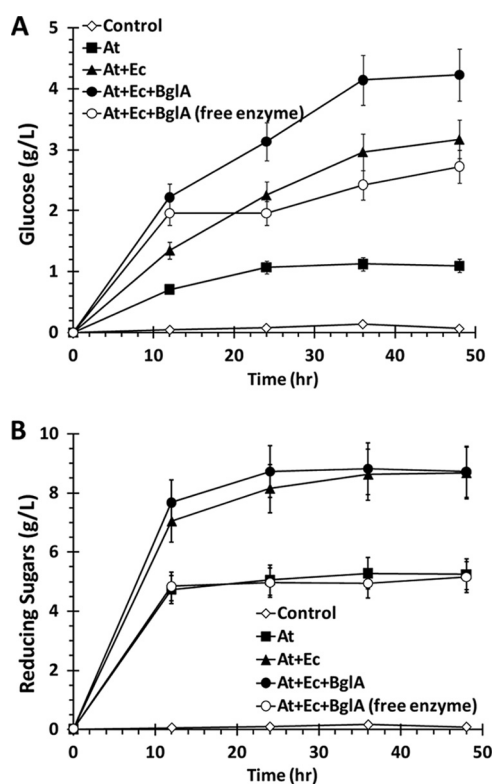 A
Control
At
At+Ec
At+Ec+BglA
At+Ec+BglA (free enzyme)
5
4
3
2
1
0
Glucose (g/L)
0 10 20 30 40 50
Time (hr)
B
10
8
6
4
2
0
Reducing Sugars (g/L)
Control
At
At+Ec
At+Ec+BglA
At+Ec+BglA (free enzyme)
0 10 20 30 40 50
Time (hr)